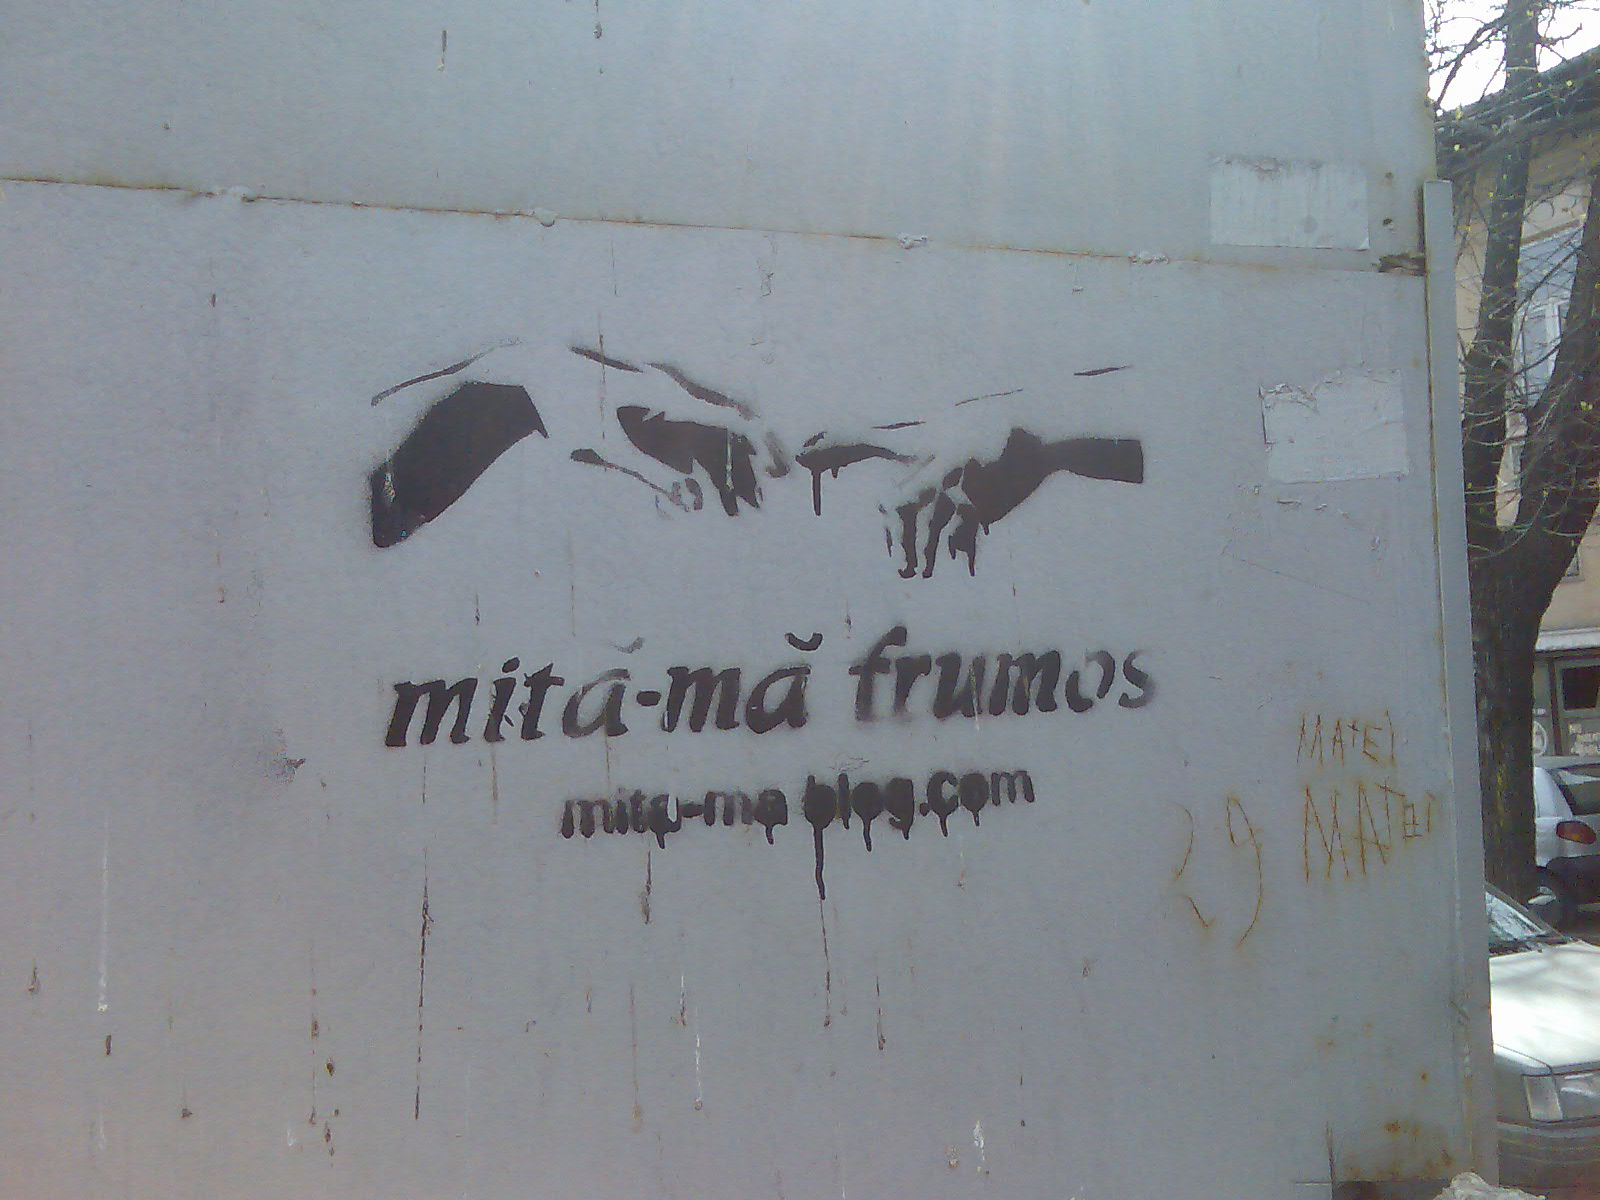 mită-mă frumos
mita-ma blog.com
MATEI
29 MATEI